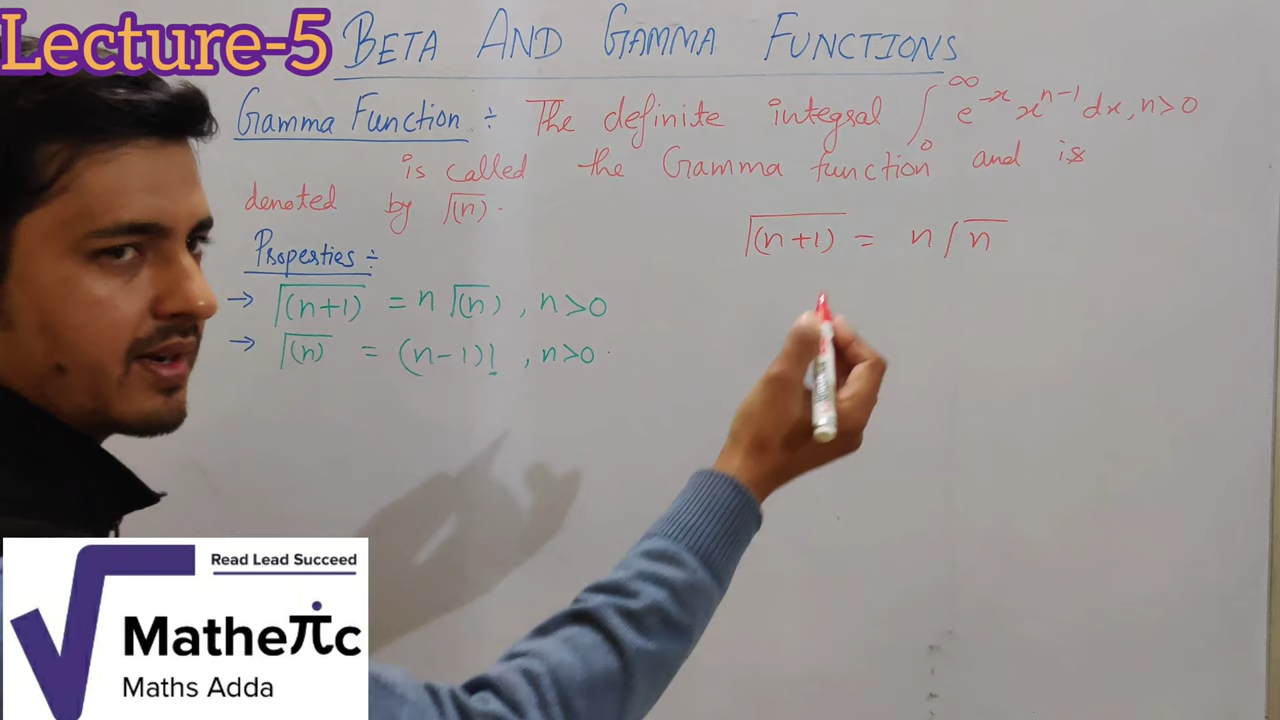 Lecture-5
BETA AND GAMMA FUNCTIONS
Gamma Function ÷ The definite integral ∫₀^∞ e^{-x} x^{n-1} dx, n>0
is called the Gamma function and is
denoted by Γ(n).
Properties ÷
→ Γ(n+1) = n Γ(n), n>0
→ Γ(n) = (n-1)!, n>0.
Γ(n+1) = n Γn
Read Lead Succeed
Matheπc
Maths Adda